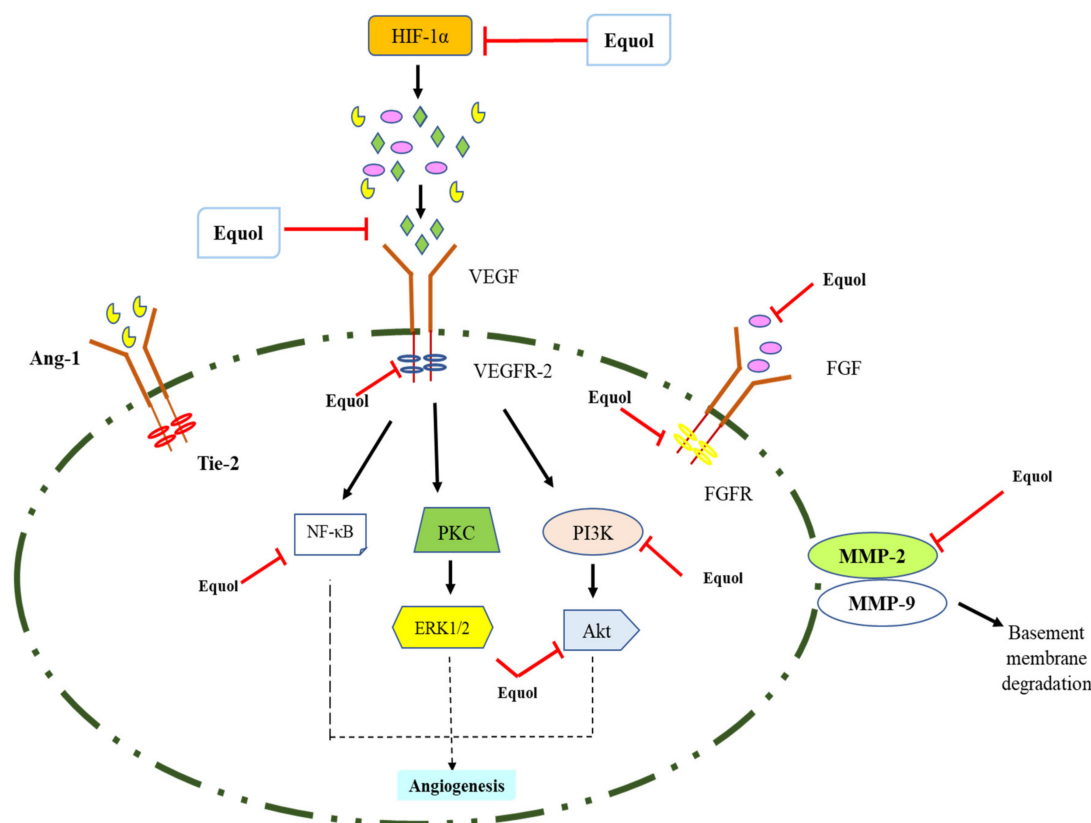 HIF-1α
Equol
Equol
VEGF
Equol
Ang-1
VEGFR-2
FGF
Equol
Equol
Tie-2
FGFR
Equol
NF-κB
PKC
PI3K
MMP-2
Equol
Equol
MMP-9
ERK1/2
Akt
Basement
membrane
degradation
Equol
Angiogenesis